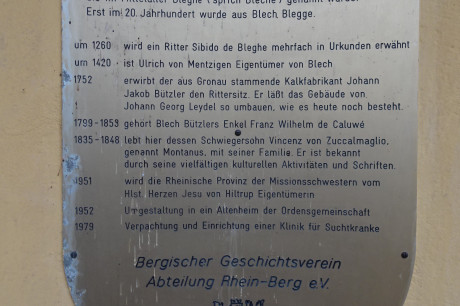 Erst im 20. Jahrhundert wurde aus Blech Blegge.
um 1260 wird ein Ritter Sibido de Bleghe mehrfach in Urkunden erwähnt
um 1420 ist Ulrich von Mentzigen Eigentümer von Blech
1752 erwirbt der aus Gronau stammende Kalkfabrikant Johann
Jakob Bützler den Rittersitz. Er läßt das Gebäude von
Johann Georg Leydel so umbauen, wie es heute noch besteht.
1799-1853 gehört Blech Bützlers Enkel Franz Wilhelm de Caluwé
1835-1848 lebt hier dessen Schwiegersohn Vincenz von Zuccalmaglio,
genannt Montanus, mit seiner Familie. Er ist bekannt
durch seine vielfältigen kulturellen Aktivitäten und Schriften.
1951 wird die Rheinische Provinz der Missionsschwestern vom
Hlst. Herzen Jesu von Hiltrup Eigentümerin
1952 Umgestaltung in ein Altenheim der Ordensgemeinschaft
1979 Verpachtung und Einrichtung einer Klinik für Suchtkranke
Bergischer Geschichtsverein
Abteilung Rhein-Berg e.V.